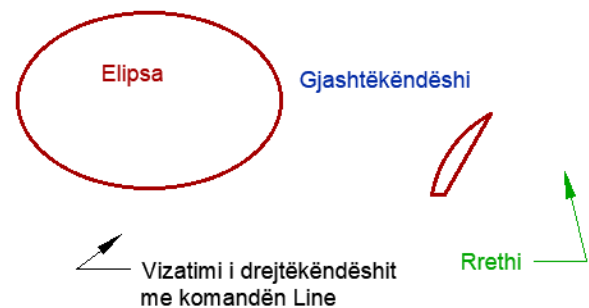 Elipsa
Gjashtëkëndëshi
Rrethi
Vizatimi i drejtëkëndëshit
me komandën Line